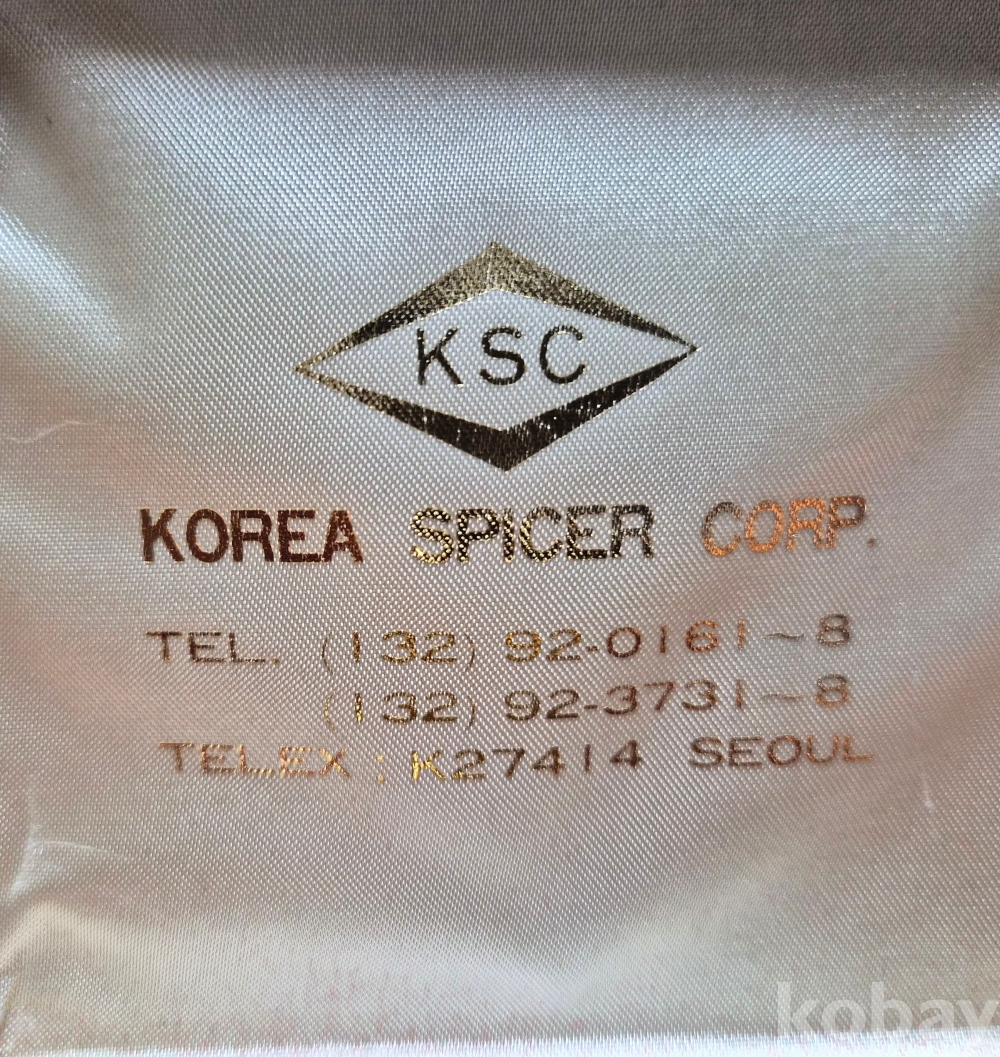 KSC
KOREA SPICER CORP.
TEL. (132) 92-0161~8
(132) 92-3731~8
TELEX : K27414 SEOUL
kobay